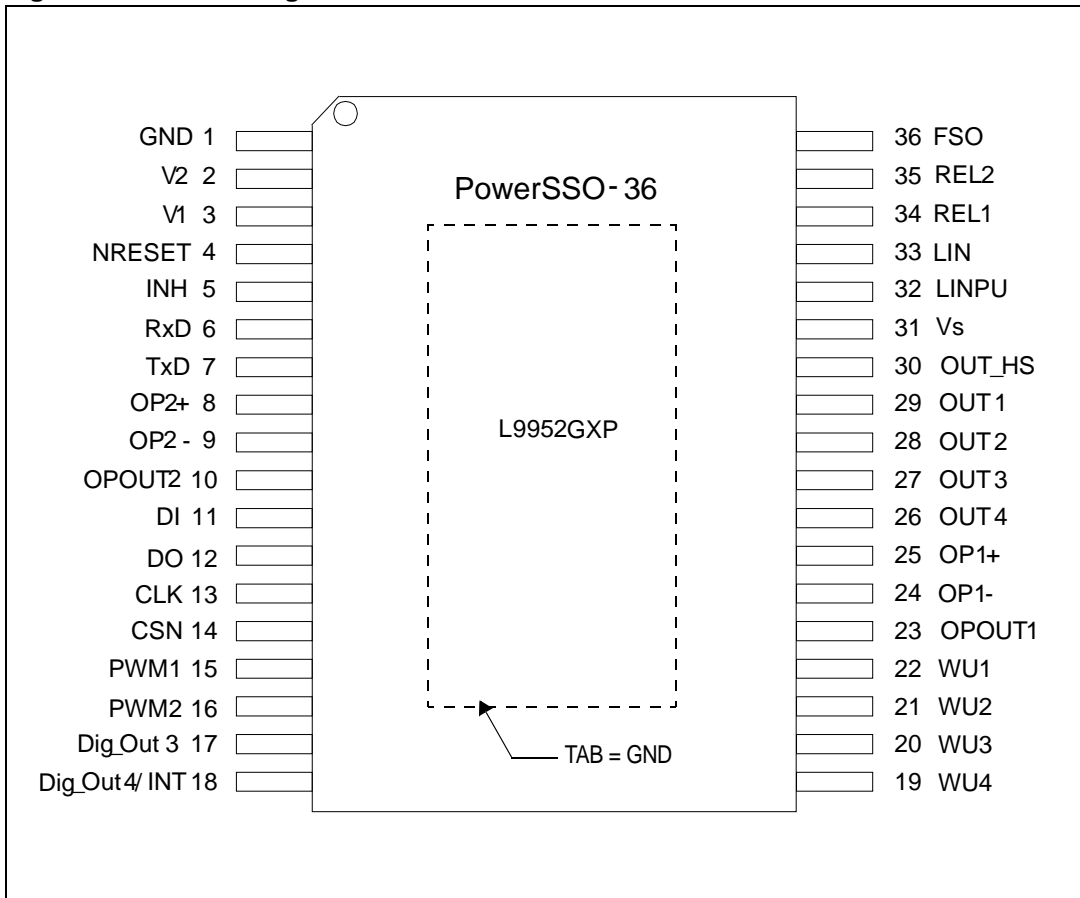 GND 1
V2 2
V1 3
NRESET 4
INH 5
RxD 6
TxD 7
OP2+ 8
OP2 - 9
OPOUT2 10
DI 11
DO 12
CLK 13
CSN 14
PWM1 15
PWM2 16
Dig_Out 3 17
Dig_Out 4/ INT 18
PowerSSO - 36
L9952GXP
TAB = GND
36 FSO
35 REL2
34 REL1
33 LIN
32 LINPU
31 Vs
30 OUT_HS
29 OUT1
28 OUT2
27 OUT3
26 OUT4
25 OP1+
24 OP1-
23 OPOUT1
22 WU1
21 WU2
20 WU3
19 WU4